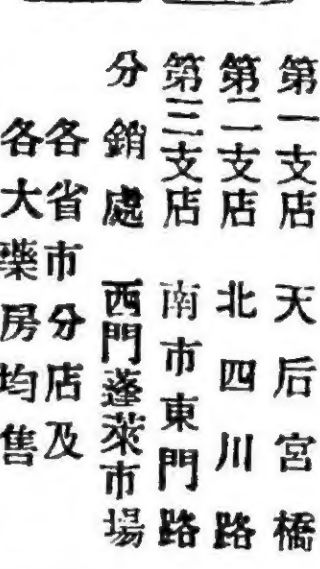 第一支店 天后宮橋
第二支店 北四川路
第三支店 南市東門路
分銷處 西門蓬萊市場
各省市分店及
各大藥房均售